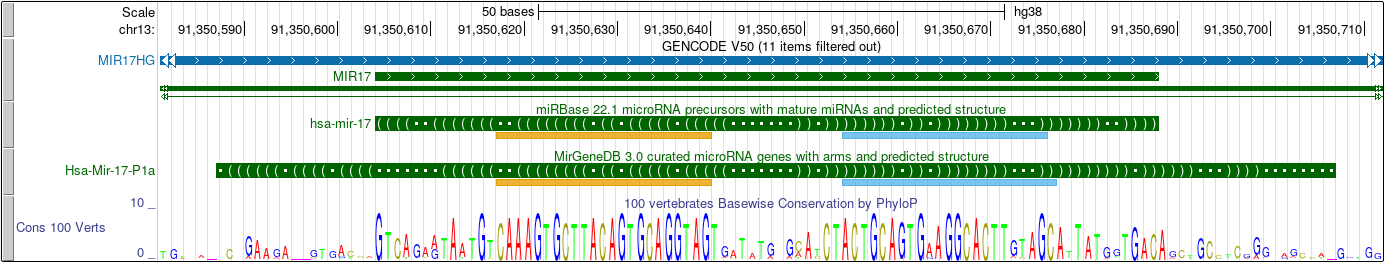 Scale 50 bases hg38
chr13: 91,350,590 91,350,600 91,350,610 91,350,620 91,350,630 91,350,640 91,350,650 91,350,660 91,350,670 91,350,680 91,350,690 91,350,700 91,350,710
GENCODE V50 (11 items filtered out)
MIR17HG
MIR17
miRBase 22.1 microRNA precursors with mature miRNAs and predicted structure
hsa-mir-17
MirGeneDB 3.0 curated microRNA genes with arms and predicted structure
Hsa-Mir-17-P1a
10 _ 100 vertebrates Basewise Conservation by PhyloP
Cons 100 Verts
0 _